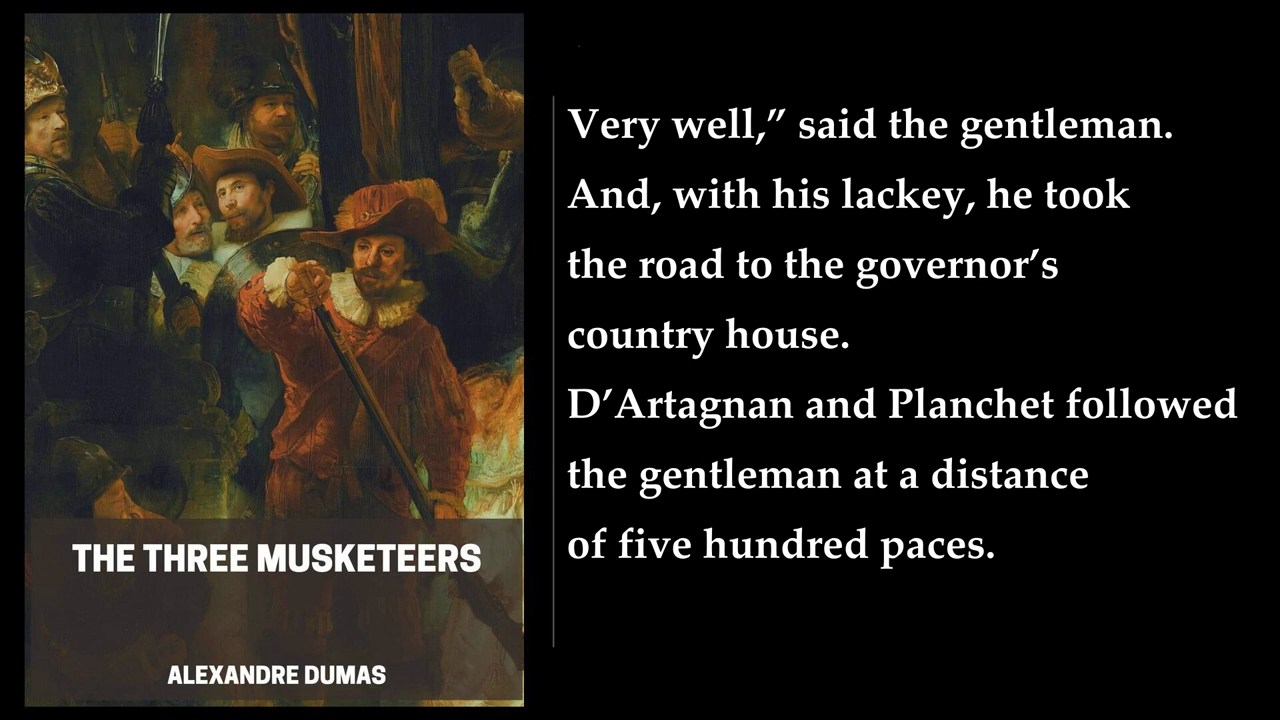 THE THREE MUSKETEERS
ALEXANDRE DUMAS
Very well,” said the gentleman.
And, with his lackey, he took
the road to the governor’s
country house.
D’Artagnan and Planchet followed
the gentleman at a distance
of five hundred paces.